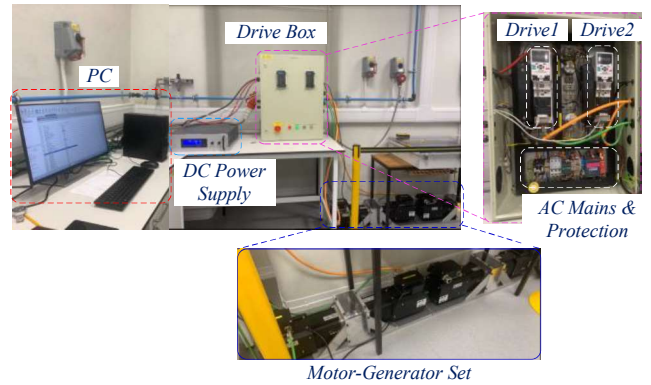 Drive Box
Drive1
Drive2
PC
DC Power
Supply
AC Mains &
Protection
Motor-Generator Set